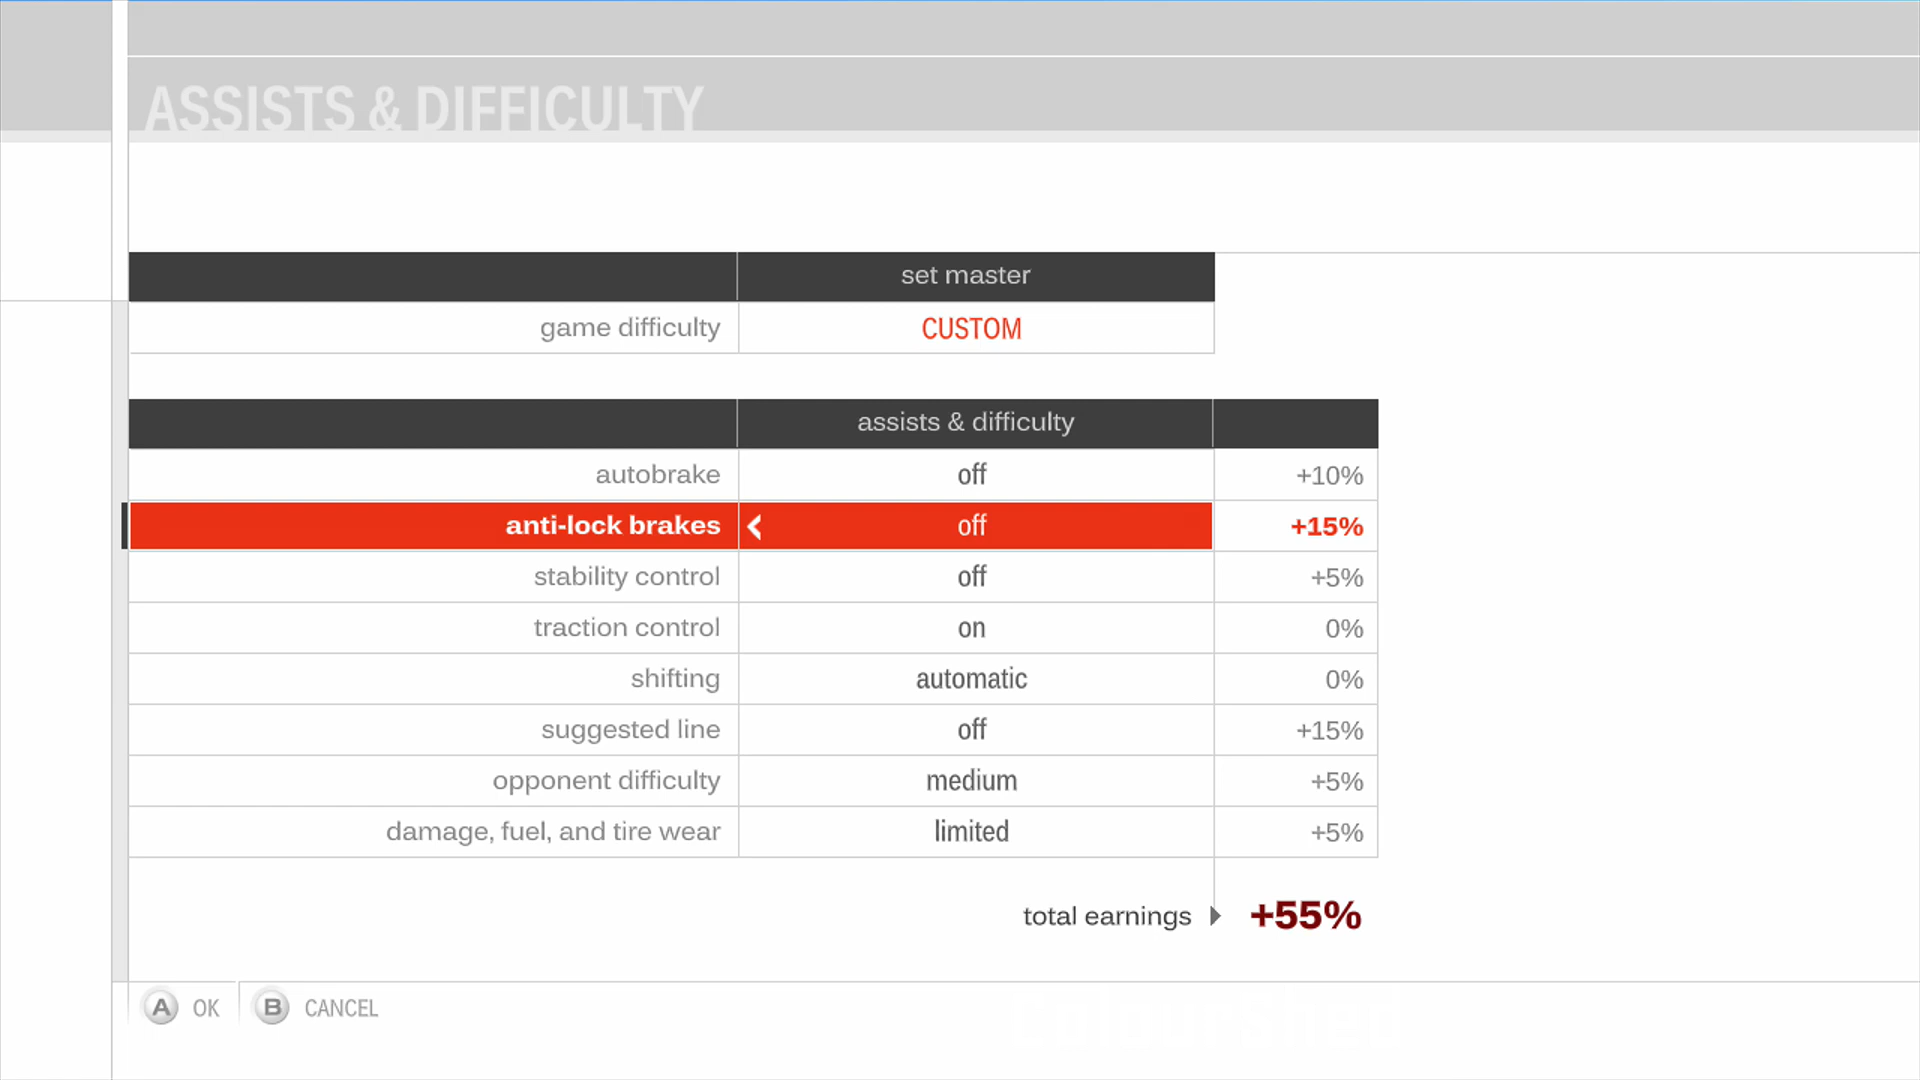 ASSISTS & DIFFICULTY
set master
game difficulty CUSTOM
assists & difficulty
autobrake off +10%
anti-lock brakes off +15%
stability control off +5%
traction control on 0%
shifting automatic 0%
suggested line off +15%
opponent difficulty medium +5%
damage, fuel, and tire wear limited +5%
total earnings +55%
A OK B CANCEL